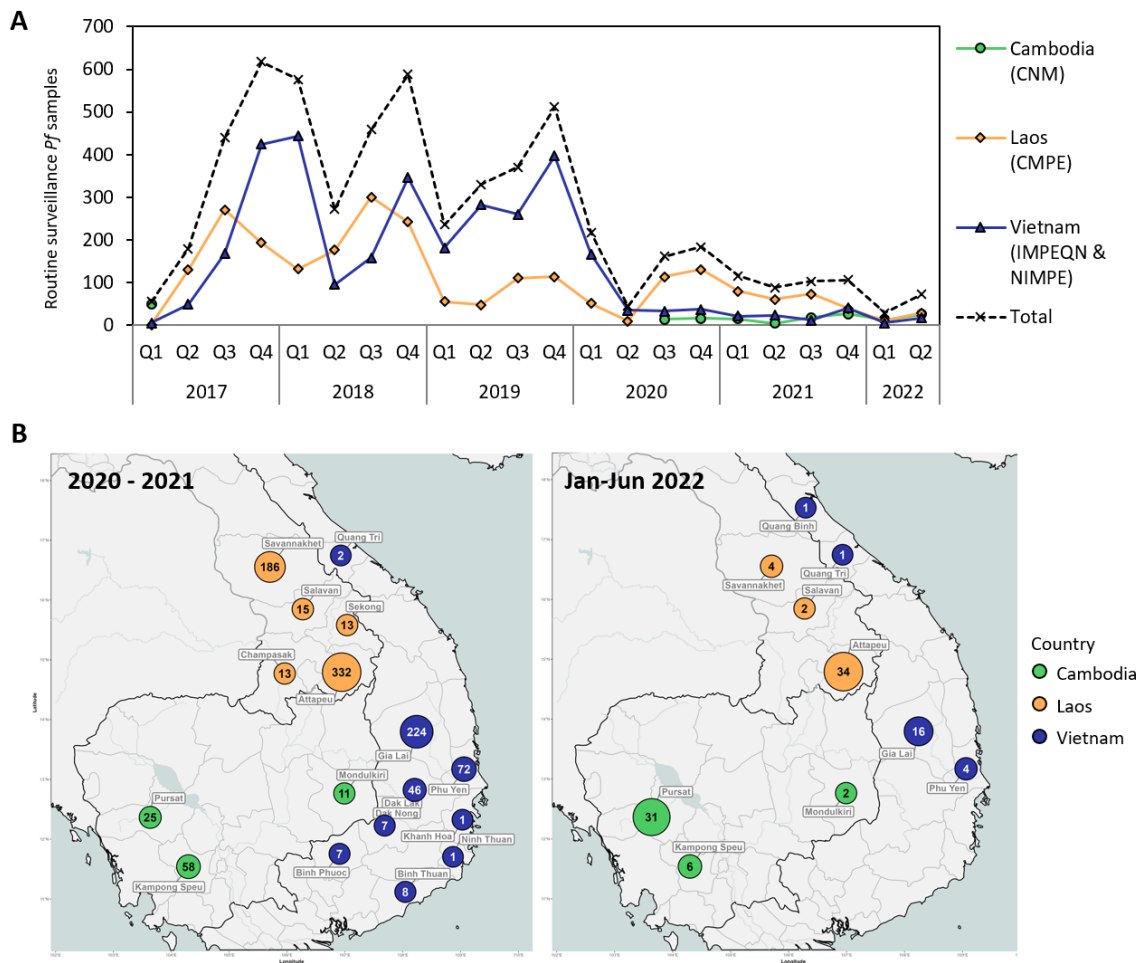 A
Routine surveillance Pf samples
700
600
500
400
300
200
100
0
Q1 Q2 Q3 Q4 Q1 Q2 Q3 Q4 Q1 Q2 Q3 Q4 Q1 Q2 Q3 Q4 Q1 Q2 Q3 Q4 Q1 Q2
2017 2018 2019 2020 2021 2022
Cambodia
(CNM)
Laos
(CMPE)
Vietnam
(IMPEQN &
NIMPE)
Total
B
2020 - 2021
Quang Tri
2
Savannakhet
186
Salavan
15
Sekong
13
Champasak
13
332
Attapeu
224
Gia Lai
72
Phu Yen
Mondulkiri
11
46
Dak Lak
Dak Nong
7
Pursat
25
1
Khanh Hoa
Ninh Thuan
1
7
Binh Phuoc
58
Kampong Speu
Binh Thuan
8
Latitude
Longitude
Jan-Jun 2022
1
Quang Binh
1
Quang Tri
4
Savannakhet
Salavan
2
Attapeu
34
16
Gia Lai
4
Phu Yen
2
Mondulkiri
Pursat
31
Kampong Speu
6
Longitude
Country
Cambodia
Laos
Vietnam